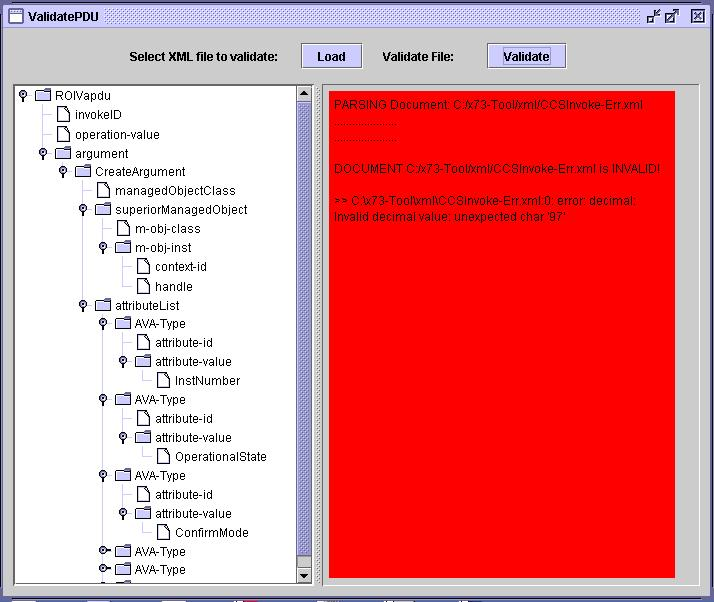 ValidatePDU
Select XML file to validate: Load Validate File: Validate
ROIVapdu
invokeID
operation-value
argument
CreateArgument
managedObjectClass
superiorManagedObject
m-obj-class
m-obj-inst
context-id
handle
attributeList
AVA-Type
attribute-id
attribute-value
InstNumber
AVA-Type
attribute-id
attribute-value
OperationalState
AVA-Type
attribute-id
attribute-value
ConfirmMode
AVA-Type
AVA-Type
PARSING Document: C:/x73-Tool/xml/CCSInvoke-Err.xml
DOCUMENT C:/x73-Tool/xml/CCSInvoke-Err.xml is INVALID!
>> C:\x73-Tool\xml\CCSInvoke-Err.xml:0: error: decimal:
Invalid decimal value: unexpected char '97'